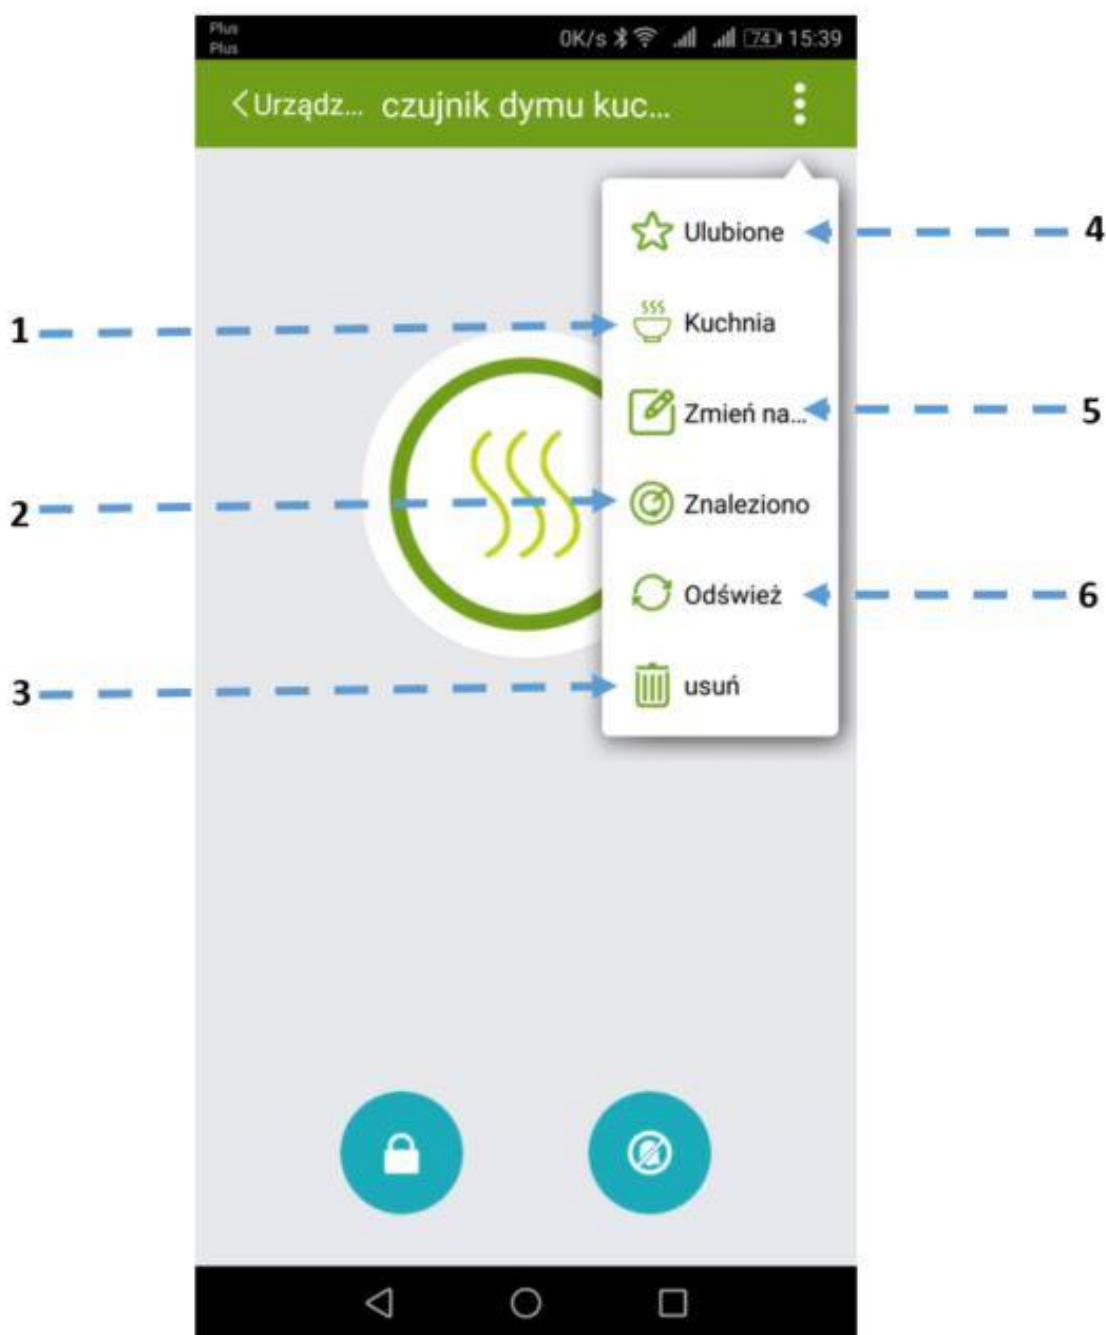 Plus
Plus
0K/s 74 15:39
Urządz... czujnik dymu kuc...
Ulubione
4
1
Kuchnia
Zmień na...
5
2
Znaleziono
Odśwież
6
3
usuń